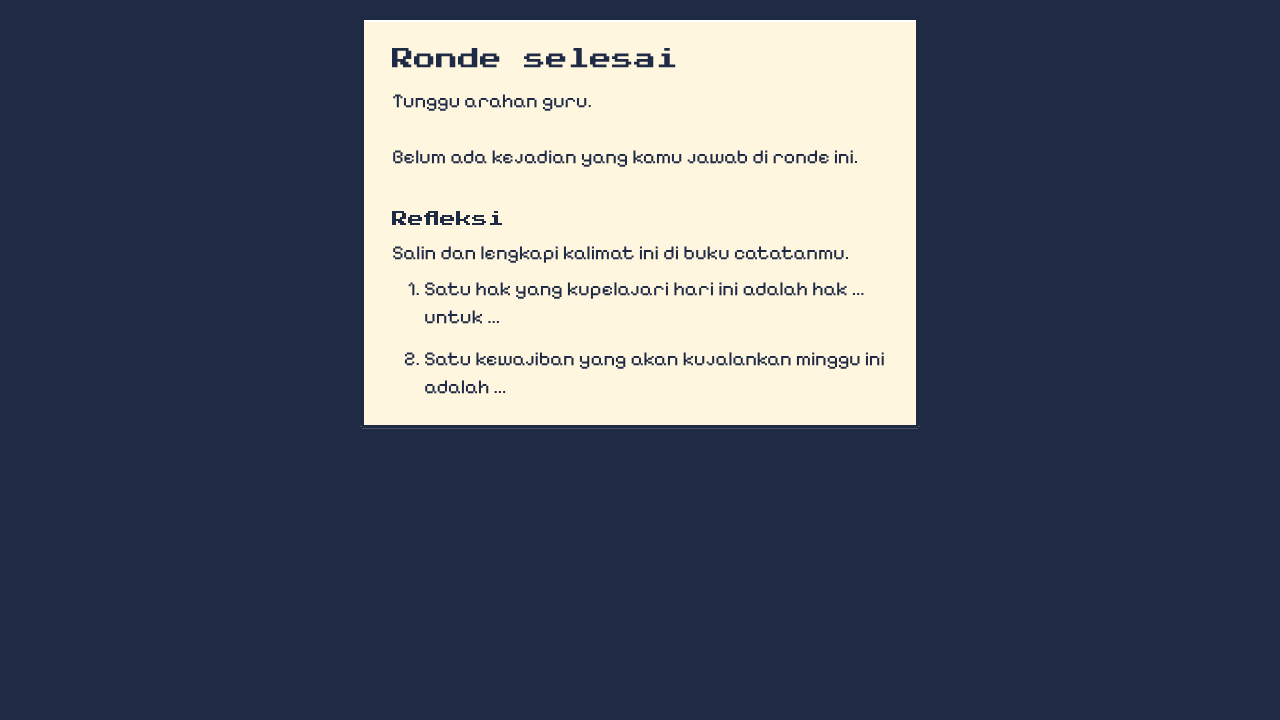 Ronde selesai
Tunggu arahan guru.
Belum ada kejadian yang kamu jawab di ronde ini.
Refleksi
Salin dan lengkapi kalimat ini di buku catatanmu.
1. Satu hak yang kupelajari hari ini adalah hak ...
untuk ...
2. Satu kewajiban yang akan kujalankan minggu ini
adalah ...